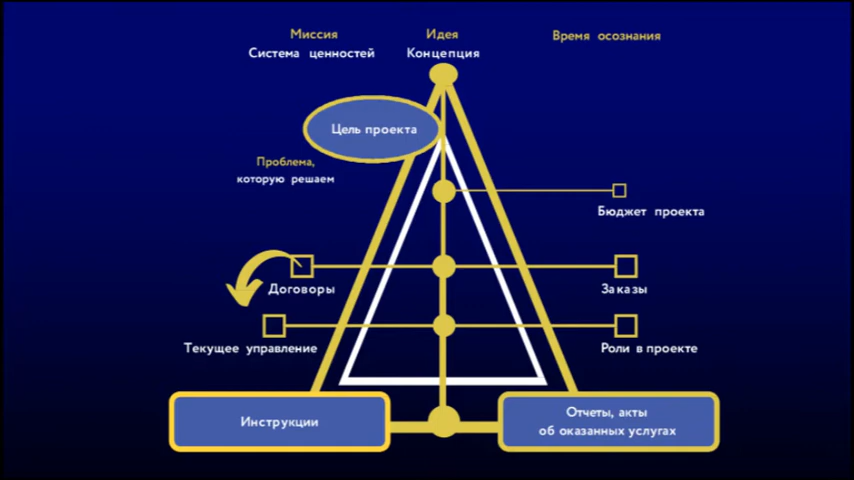 Миссия
Система ценностей
Идея
Концепция
Время осознания
Цель проекта
Проблема,
которую решаем
Бюджет проекта
Договоры
Заказы
Текущее управление
Роли в проекте
Инструкции
Отчеты, акты
об оказанных услугах